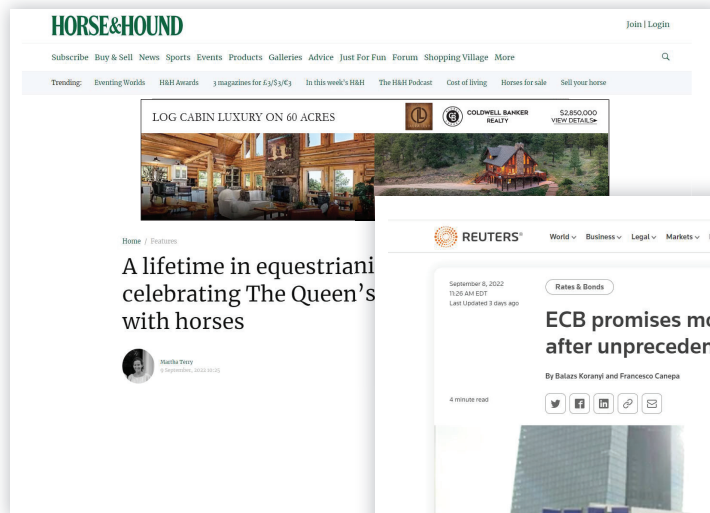 HORSE&HOUND
Join | Login
Subscribe Buy & Sell News Sports Events Products Galleries Advice Just For Fun Forum Shopping Village More
Trending: Eventing Worlds H&H Awards 3 magazines for £3/$3/€3 In this week's H&H The H&H Podcast Cost of living Horses for sale Sell your horse
LOG CABIN LUXURY ON 60 ACRES
COLDWELL BANKER
REALTY
$2,850,000
VIEW DETAILS▸
Home / Features
A lifetime in equestriani
celebrating The Queen's
with horses
Martha Terry
9 September, 2022 10:25
REUTERS®
World Business Legal Markets
September 8, 2022
11:26 AM EDT
Last Updated 3 days ago
Rates & Bonds
ECB promises mo
after unpreceden
By Balazs Koranyi and Francesco Canepa
4 minute read